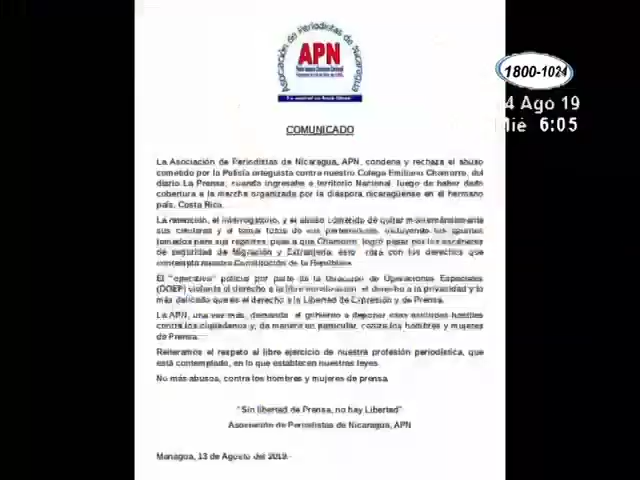 Asociación de Periodistas de Nicaragua
APN
1800-1024
4 Ago 19
Mié 6:05
COMUNICADO
La Asociación de Periodistas de Nicaragua, APN, condena y rechaza el abuso
cometido por la Policía orteguista contra nuestro Colega Emiliano Chamorro, del
diario La Prensa, cuando ingresaba a territorio Nacional, luego de haber dado
cobertura a la marcha organizada por la diáspora nicaragüense en el hermano
país, Costa Rica.
La retención, el interrogatorio, y el abuso cometido de quitar momentáneamente
sus celulares y el tomar fotos de sus pertenencias, incluyendo los apuntes
tomados para sus reportes, pese a que Chamorro, logró pasar por los escáneres
de seguridad de Migración y Extranjería, esto roza con los derechos que
contempla nuestra Constitución de la República.
El "operativo" policial por parte de la Dirección de Operaciones Especiales
(DOEP) violenta el derecho a la libre movilización, el derecho a la privacidad y lo
más delicado que es el derecho a la Libertad de Expresión y de Prensa.
La APN, una vez más, demanda al gobierno a deponer esas actitudes hostiles
contra los ciudadanos y, de manera en particular, contra los hombres y mujeres
de Prensa.
Reiteramos el respeto al libre ejercicio de nuestra profesión periodística, que
está contemplado, en lo que establecen nuestras leyes.
No más abusos, contra los hombres y mujeres de prensa.
"Sin libertad de Prensa, no hay Libertad"
Asociación de Periodistas de Nicaragua, APN
Managua, 13 de Agosto del 2019.-